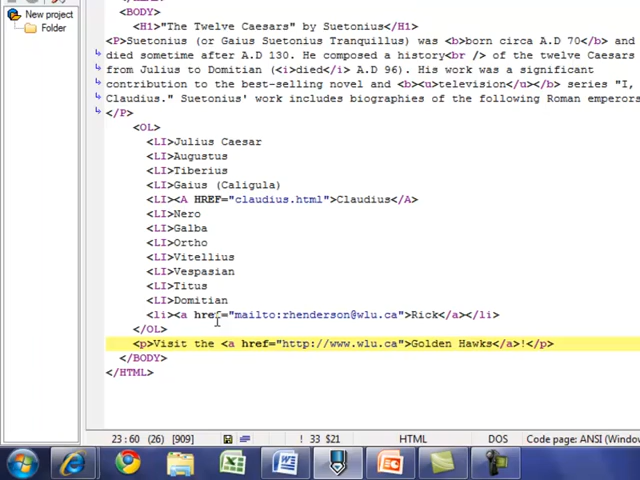 New project
Folder
<BODY>
<H1>"The Twelve Caesars" by Suetonius</H1>
<P>Suetonius (or Gaius Suetonius Tranquillus) was <b>born circa A.D 70</b> and
died sometime after A.D 130. He composed a history<br /> of the twelve Caesars
from Julius to Domitian (<i>died</i> A.D 96). His work was a significant
contribution to the best-selling novel and <b><u>television</u></b> series "I,
Claudius." Suetonius' work includes biographies of the following Roman emperors
</P>
<OL>
<LI>Julius Caesar
<LI>Augustus
<LI>Tiberius
<LI>Gaius (Caligula)
<LI><A HREF="claudius.html">Claudius</A>
<LI>Nero
<LI>Galba
<LI>Ortho
<LI>Vitellius
<LI>Vespasian
<LI>Titus
<LI>Domitian
<li><a href="mailto:rhenderson@wlu.ca">Rick</a></li>
</OL>
<p>Visit the <a href="http://www.wlu.ca">Golden Hawks</a>!</p>
</BODY>
</HTML>
23:60 (26) [909] ! 33 $21 HTML DOS Code page: ANSI (Window